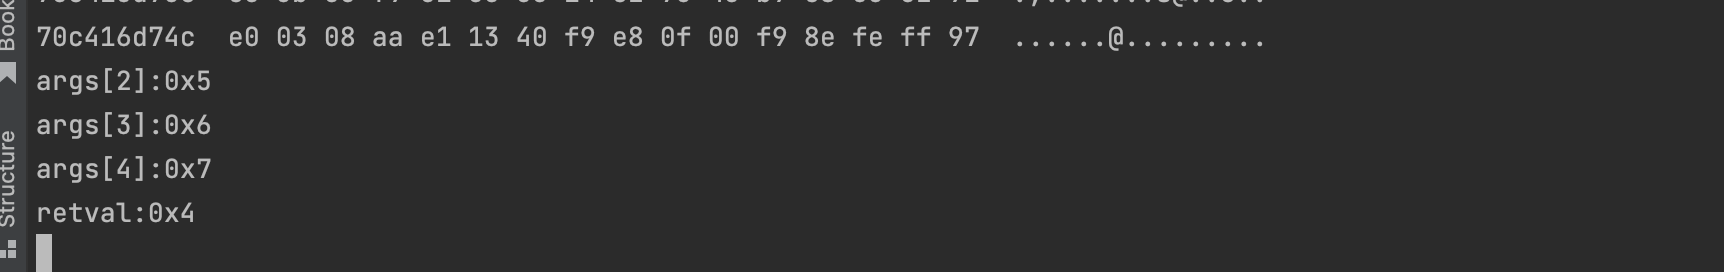 70c416d74c  e0 03 08 aa e1 13 40 f9 e8 0f 00 f9 8e fe ff 97  ......@.........
args[2]:0x5
args[3]:0x6
args[4]:0x7
retval:0x4
Book
Structure